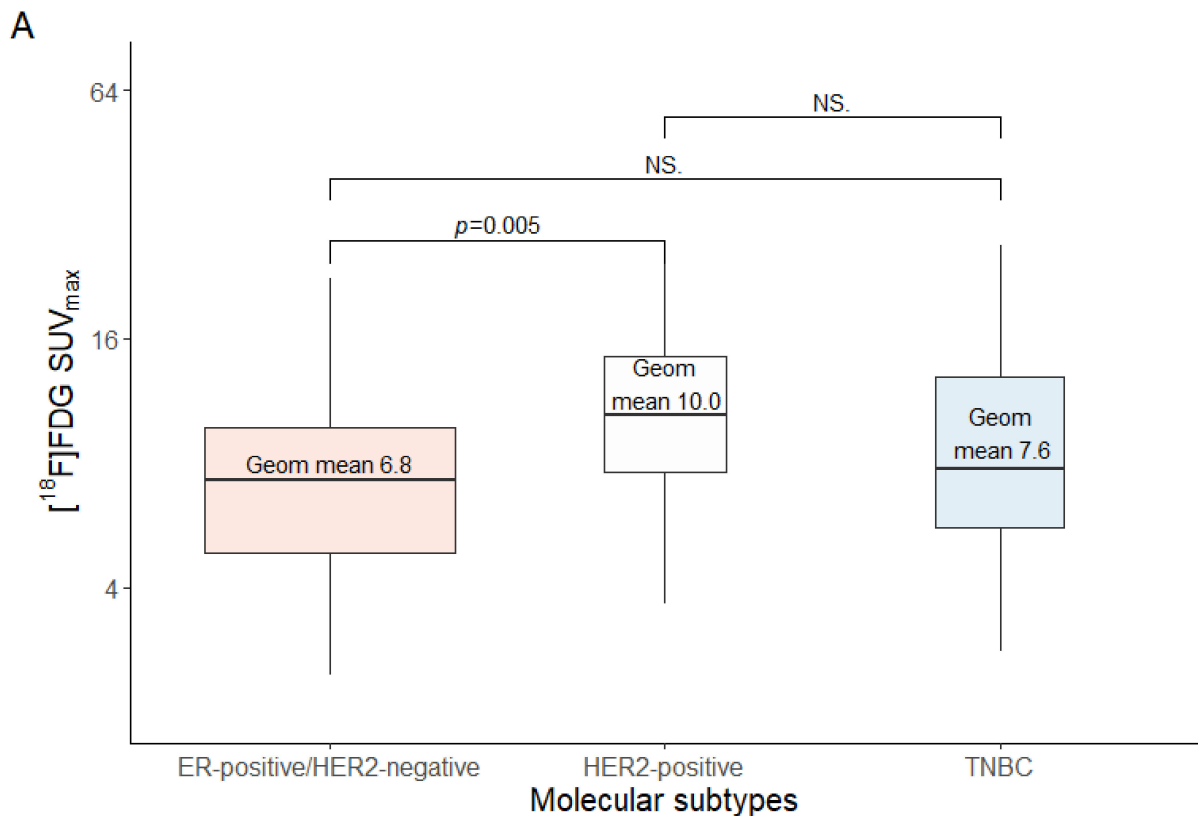 A
64
NS.
NS.
p=0.005
16
Geom
mean 10.0
Geom
mean 7.6
Geom mean 6.8
4
[¹⁸F]FDG SUVmax
ER-positive/HER2-negative
HER2-positive
TNBC
Molecular subtypes